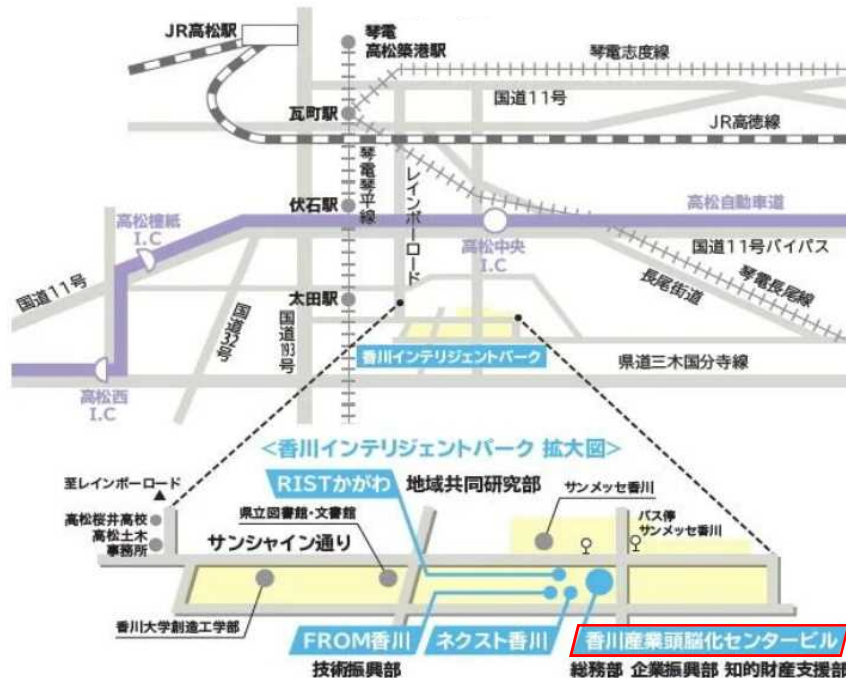 JR高松駅
琴電
高松築港駅
琴電志度線
国道11号
瓦町駅
JR高徳線
琴電琴平線
レインボーロード
伏石駅
高松自動車道
高松檀紙
I.C
高松中央
I.C
国道11号バイパス
国道11号
太田駅
長尾街道
琴電長尾線
国道32号
国道193号
香川インテリジェントパーク
県道三木国分寺線
高松西
I.C
<香川インテリジェントパーク 拡大図>
RISTかがわ 地域共同研究部
至レインボーロード
サンメッセ香川
県立図書館・文書館
バス停
サンメッセ香川
高松桜井高校
高松土木
事務所
サンシャイン通り
香川大学創造工学部
FROM香川
ネクスト香川
香川産業頭脳化センタービル
技術振興部
総務部 企業振興部 知的財産支援部